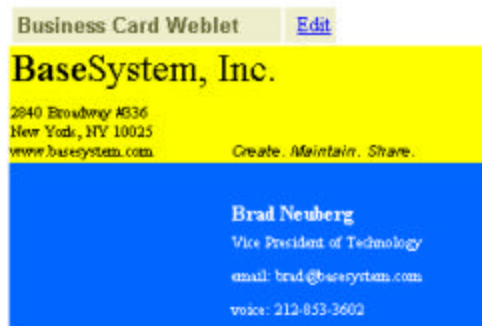 Business Card Weblet Edit
BaseSystem, Inc.
2840 Broadway #336
New York, NY 10025
www.basesystem.com Create. Maintain. Share.
Brad Neuberg
Vice President of Technology
email: brad@basesystem.com
voice: 212-853-3602